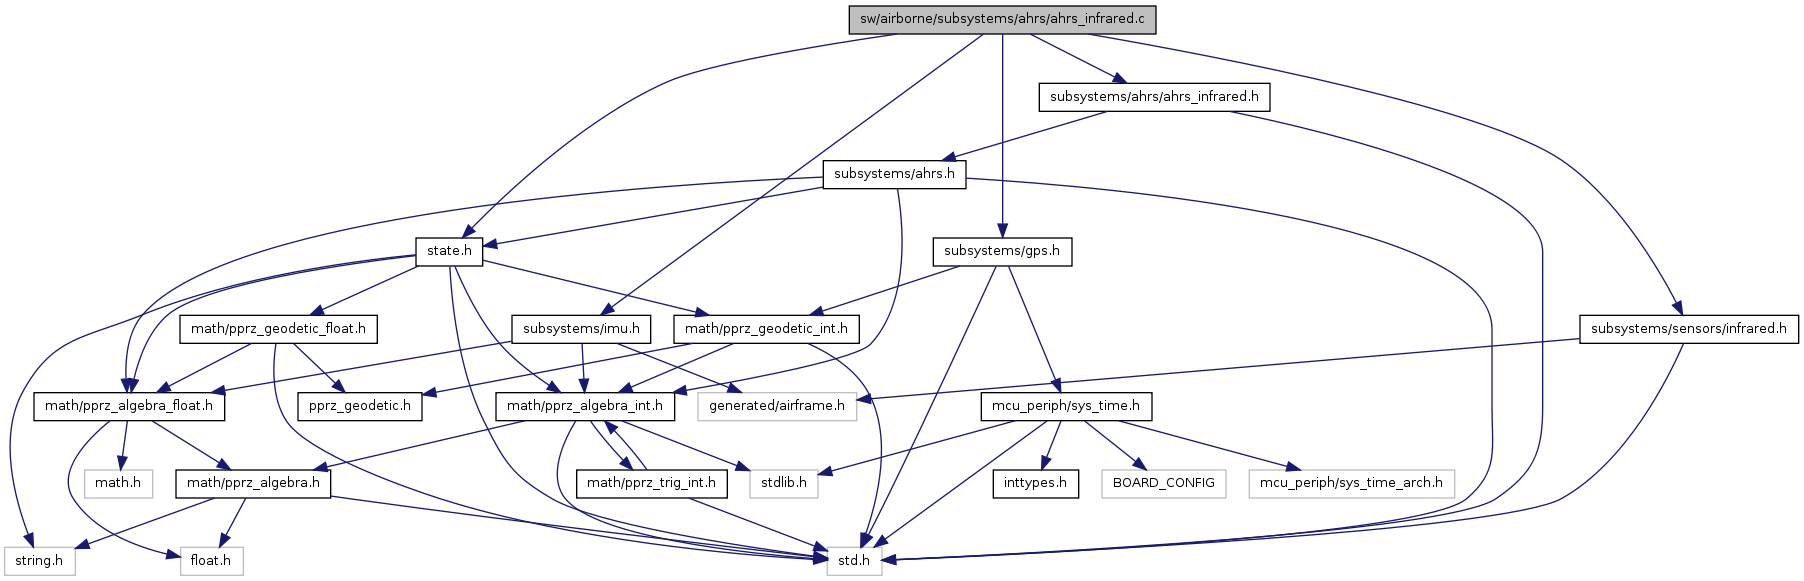 sw/airborne/subsystems/ahrs/ahrs_infrared.c
subsystems/ahrs/ahrs_infrared.h
subsystems/ahrs.h
state.h
subsystems/gps.h
math/pprz_geodetic_float.h
subsystems/imu.h
math/pprz_geodetic_int.h
subsystems/sensors/infrared.h
math/pprz_algebra_float.h
pprz_geodetic.h
math/pprz_algebra_int.h
generated/airframe.h
mcu_periph/sys_time.h
math.h
math/pprz_algebra.h
math/pprz_trig_int.h
stdlib.h
inttypes.h
BOARD_CONFIG
mcu_periph/sys_time_arch.h
string.h
float.h
std.h